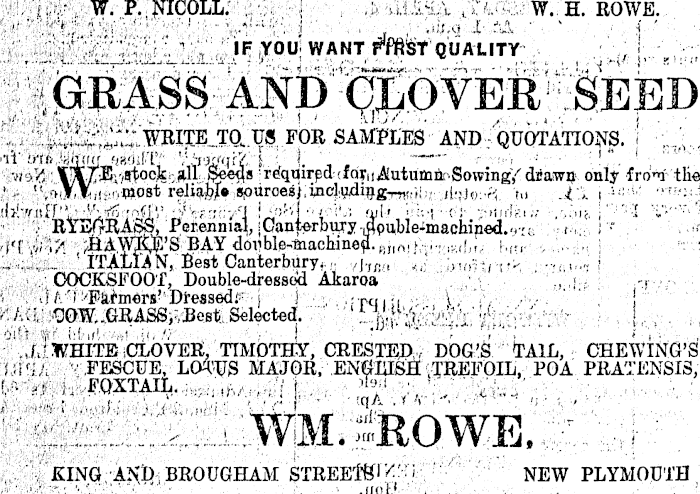 W. P. NICOLL. W. H. ROWE.
IF YOU WANT FIRST QUALITY
GRASS AND CLOVER SEED
WRITE TO US FOR SAMPLES AND QUOTATIONS.
WE stock all Seeds required for Autumn Sowing, drawn only from the
most reliable sources, including—
RYEGRASS, Perennial, Canterbury double-machined.
HAWKE'S BAY double-machined.
ITALIAN, Best Canterbury.
COCKSFOOT, Double-dressed Akaroa
Farmers' Dressed.
COW GRASS, Best Selected.
WHITE CLOVER, TIMOTHY, CRESTED DOG'S TAIL, CHEWING'S
FESCUE, LOTUS MAJOR, ENGLISH TREFOIL, POA PRATENSIS,
FOXTAIL.
WM. ROWE,
KING AND BROUGHAM STREETS NEW PLYMOUTH